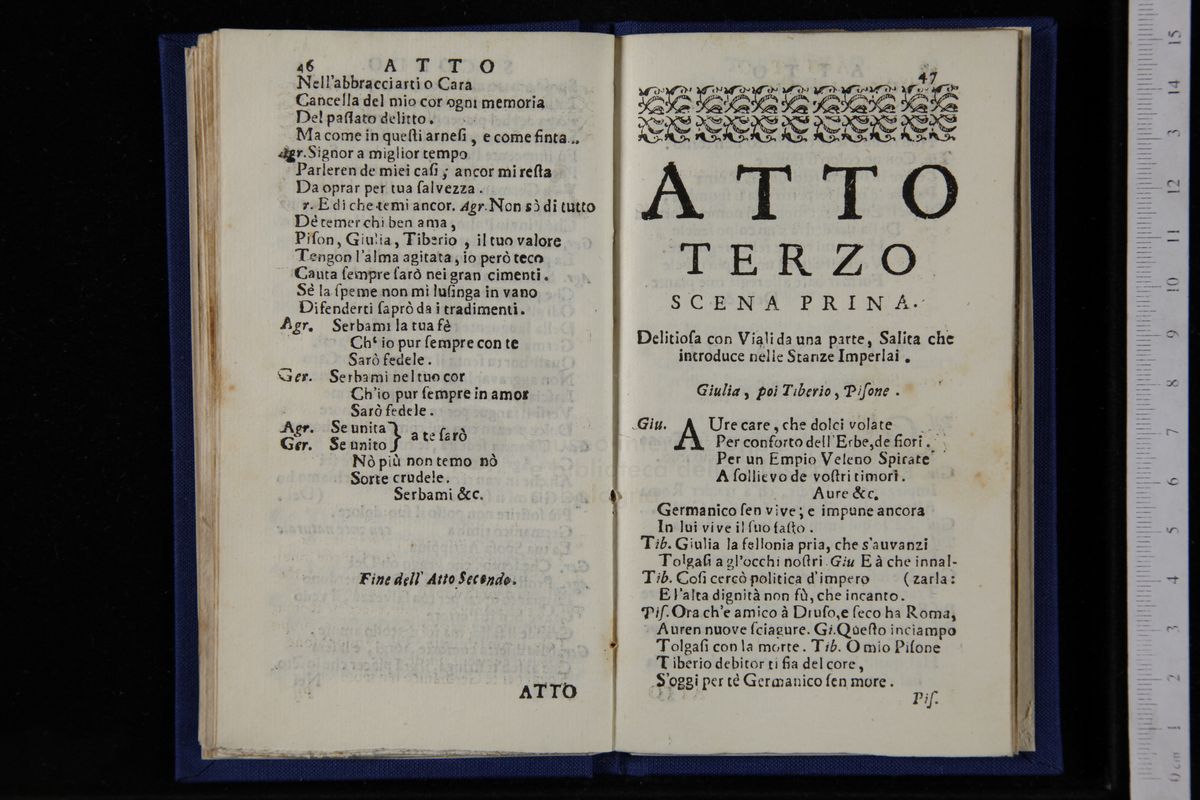 46 ATTO
Nell'abbracciarti o Cara
Cancella del mio cor ogni memoria
Del paſſato delitto.
Ma come in queſti arneſi, e come finta..
Agr. Signor a miglior tempo
Parleren de miei caſi; ancor mi reſta
Da oprar per tua ſalvezza.
r. E di che temi ancor. Agr. Non sò di tutto
Dè temer chi ben ama,
Piſon, Giulia, Tiberio, il tuo valore
Tengon l'alma agitata, io però teco
Cauta ſempre ſarò nei gran cimenti.
Sè la ſpeme non mi luſinga in vano
Difenderti ſaprò da i tradimenti.
Agr. Serbami la tua fè
Ch' io pur ſempre con te
Sarò fedele.
Ger. Serbami nel tuo cor
Ch'io pur ſempre in amor
Sarò fedele.
Agr. Se unita } a te ſarò
Ger. Se unito }
Nò più non temo nò
Sorte crudele.
Serbami &c.
Fine dell' Atto Secondo.
ATTO
47
ATTO
TERZO
SCENA PRINA.
Delitioſa con Viali da una parte, Salita che
introduce nelle Stanze Imperlai.
Giulia, poi Tiberio, Piſone.
Giu. AUre care, che dolci volate
Per conforto dell'Erbe, de fiori.
Per un Empio Veleno Spirate
A ſollievo de voſtri timori.
Aure &c.
Germanico ſen vive; e impune ancora
In lui vive il ſuo faſto.
Tib. Giulia la fellonia pria, che s'auvanzi
Tolgaſi agl'occhi noſtri Giu E à che innal-
Tib. Coſi cercò politica d'impero (zarla:
E l'alta dignità non fù, che incanto.
Piſ. Ora ch'e amico à Druſo, e ſeco ha Roma,
Auren nuove ſciagure. Gi. Queſto inciampo
Tolgaſi con la morte. Tib. O mio Piſone
Tiberio debitor ti ſia del core,
S'oggi per tè Germanico ſen more.
Piſ.